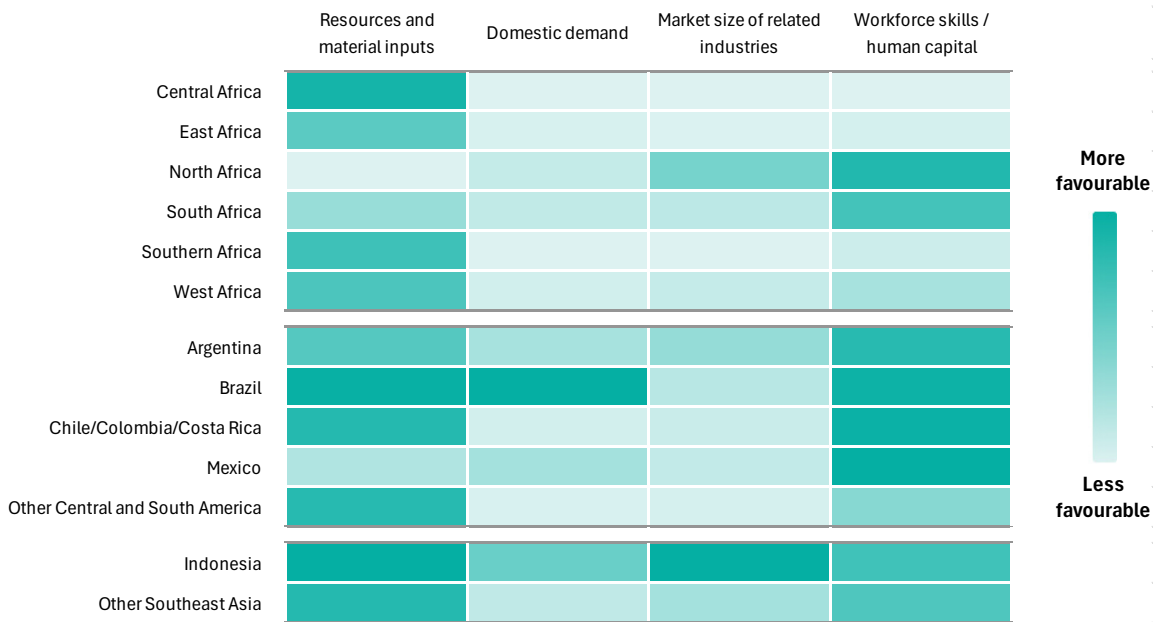 Resources and
material inputs
Domestic demand
Market size of related
industries
Workforce skills /
human capital
Central Africa
East Africa
North Africa
South Africa
Southern Africa
West Africa
Argentina
Brazil
Chile/Colombia/Costa Rica
Mexico
Other Central and South America
Indonesia
Other Southeast Asia
More
favourable
Less
favourable